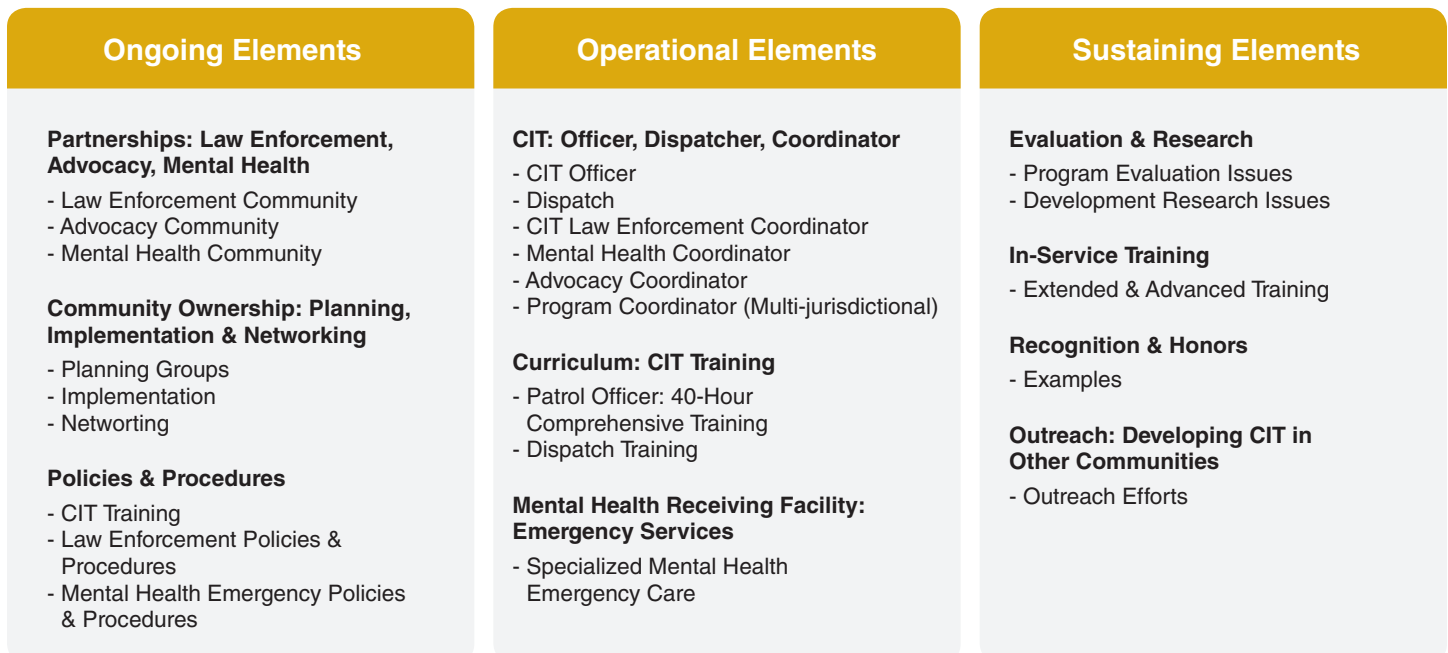 Ongoing Elements
Partnerships: Law Enforcement,
Advocacy, Mental Health
- Law Enforcement Community
- Advocacy Community
- Mental Health Community
Community Ownership: Planning,
Implementation & Networking
- Planning Groups
- Implementation
- Networting
Policies & Procedures
- CIT Training
- Law Enforcement Policies &
Procedures
- Mental Health Emergency Policies
& Procedures
Operational Elements
CIT: Officer, Dispatcher, Coordinator
- CIT Officer
- Dispatch
- CIT Law Enforcement Coordinator
- Mental Health Coordinator
- Advocacy Coordinator
- Program Coordinator (Multi-jurisdictional)
Curriculum: CIT Training
- Patrol Officer: 40-Hour
Comprehensive Training
- Dispatch Training
Mental Health Receiving Facility:
Emergency Services
- Specialized Mental Health
Emergency Care
Sustaining Elements
Evaluation & Research
- Program Evaluation Issues
- Development Research Issues
In-Service Training
- Extended & Advanced Training
Recognition & Honors
- Examples
Outreach: Developing CIT in
Other Communities
- Outreach Efforts